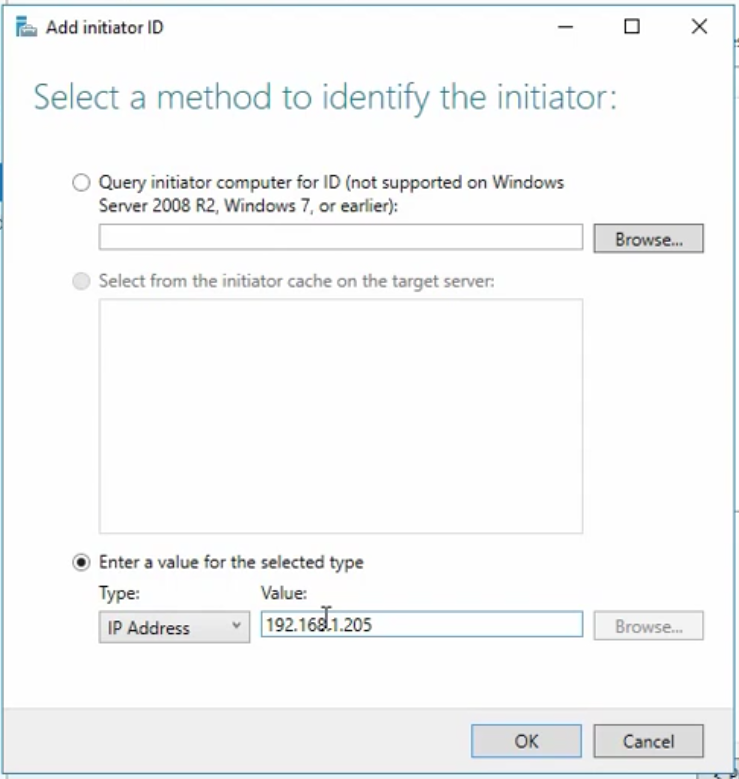 Add initiator ID
Select a method to identify the initiator:
Query initiator computer for ID (not supported on Windows
Server 2008 R2, Windows 7, or earlier):
Browse...
Select from the initiator cache on the target server:
Enter a value for the selected type
Type: Value:
IP Address 192.168.1.205 Browse...
OK Cancel